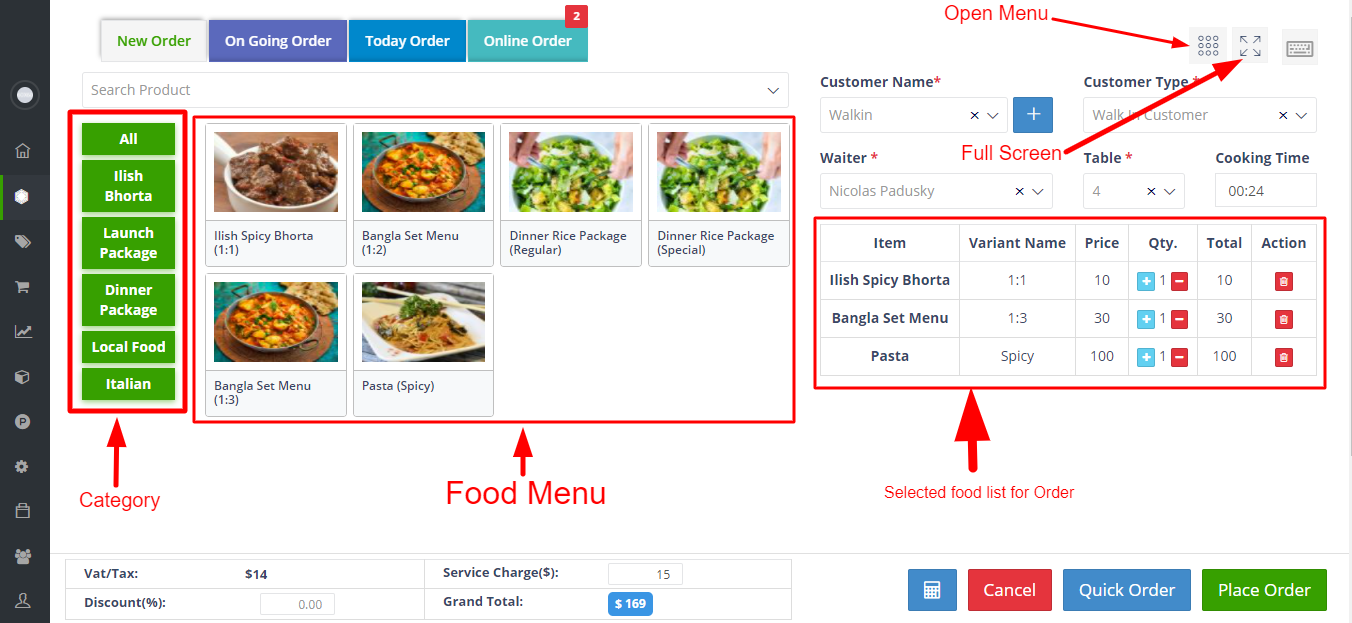 Open Menu
2
New Order
On Going Order
Today Order
Online Order
Search Product
All
Ilish
Bhorta
Launch
Package
Dinner
Package
Local Food
Italian
Category
Ilish Spicy Bhorta
(1:1)
Bangla Set Menu
(1:2)
Dinner Rice Package
(Regular)
Dinner Rice Package
(Special)
Bangla Set Menu
(1:3)
Pasta (Spicy)
Food Menu
Customer Name*
Customer Type *
Walkin
Walk In Customer
Full Screen
Waiter *
Table *
Cooking Time
Nicolas Padusky
4
00:24
Item Variant Name Price Qty. Total Action
Ilish Spicy Bhorta 1:1 10 + 1 − 10
Bangla Set Menu 1:3 30 + 1 − 30
Pasta Spicy 100 + 1 − 100
Selected food list for Order
P
Vat/Tax: $14
Service Charge($): 15
Discount(%): 0.00
Grand Total: $ 169
Cancel
Quick Order
Place Order